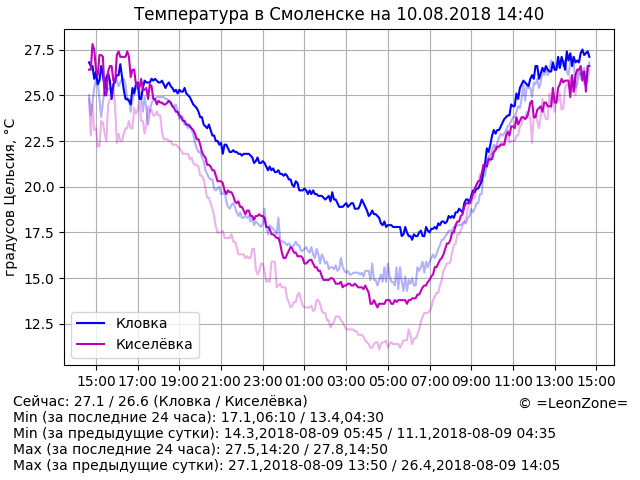 Температура в Смоленске на 10.08.2018 14:40
градусов Цельсия, °C
27.5
25.0
22.5
20.0
17.5
15.0
12.5
Кловка
Киселёвка
15:00 17:00 19:00 21:00 23:00 01:00 03:00 05:00 07:00 09:00 11:00 13:00 15:00
Сейчас: 27.1 / 26.6 (Кловка / Киселёвка)
© =LeonZone=
Min (за последние 24 часа): 17.1,06:10 / 13.4,04:30
Min (за предыдущие сутки): 14.3,2018-08-09 05:45 / 11.1,2018-08-09 04:35
Max (за последние 24 часа): 27.5,14:20 / 27.8,14:50
Max (за предыдущие сутки): 27.1,2018-08-09 13:50 / 26.4,2018-08-09 14:05